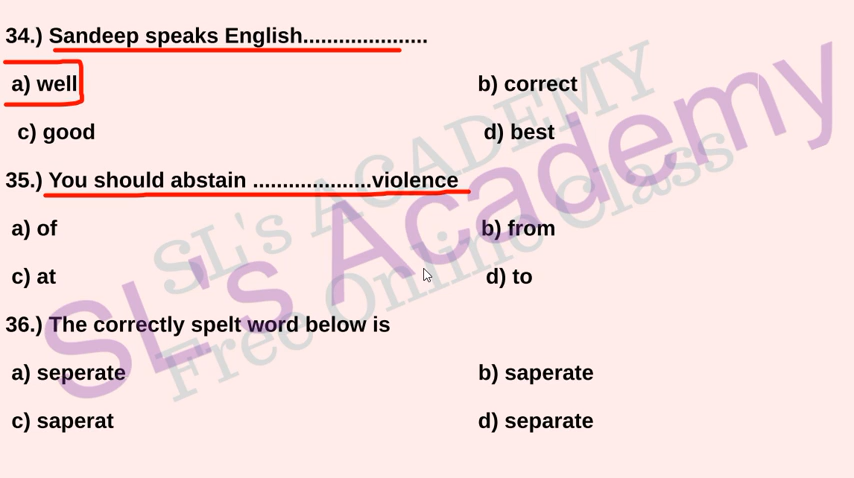 34.) Sandeep speaks English.....................
a) well b) correct
c) good d) best
35.) You should abstain ....................violence
a) of b) from
c) at d) to
36.) The correctly spelt word below is
a) seperate b) saperate
c) saperat d) separate
SL's ACADEMY
SL's Academy
Free Online Class